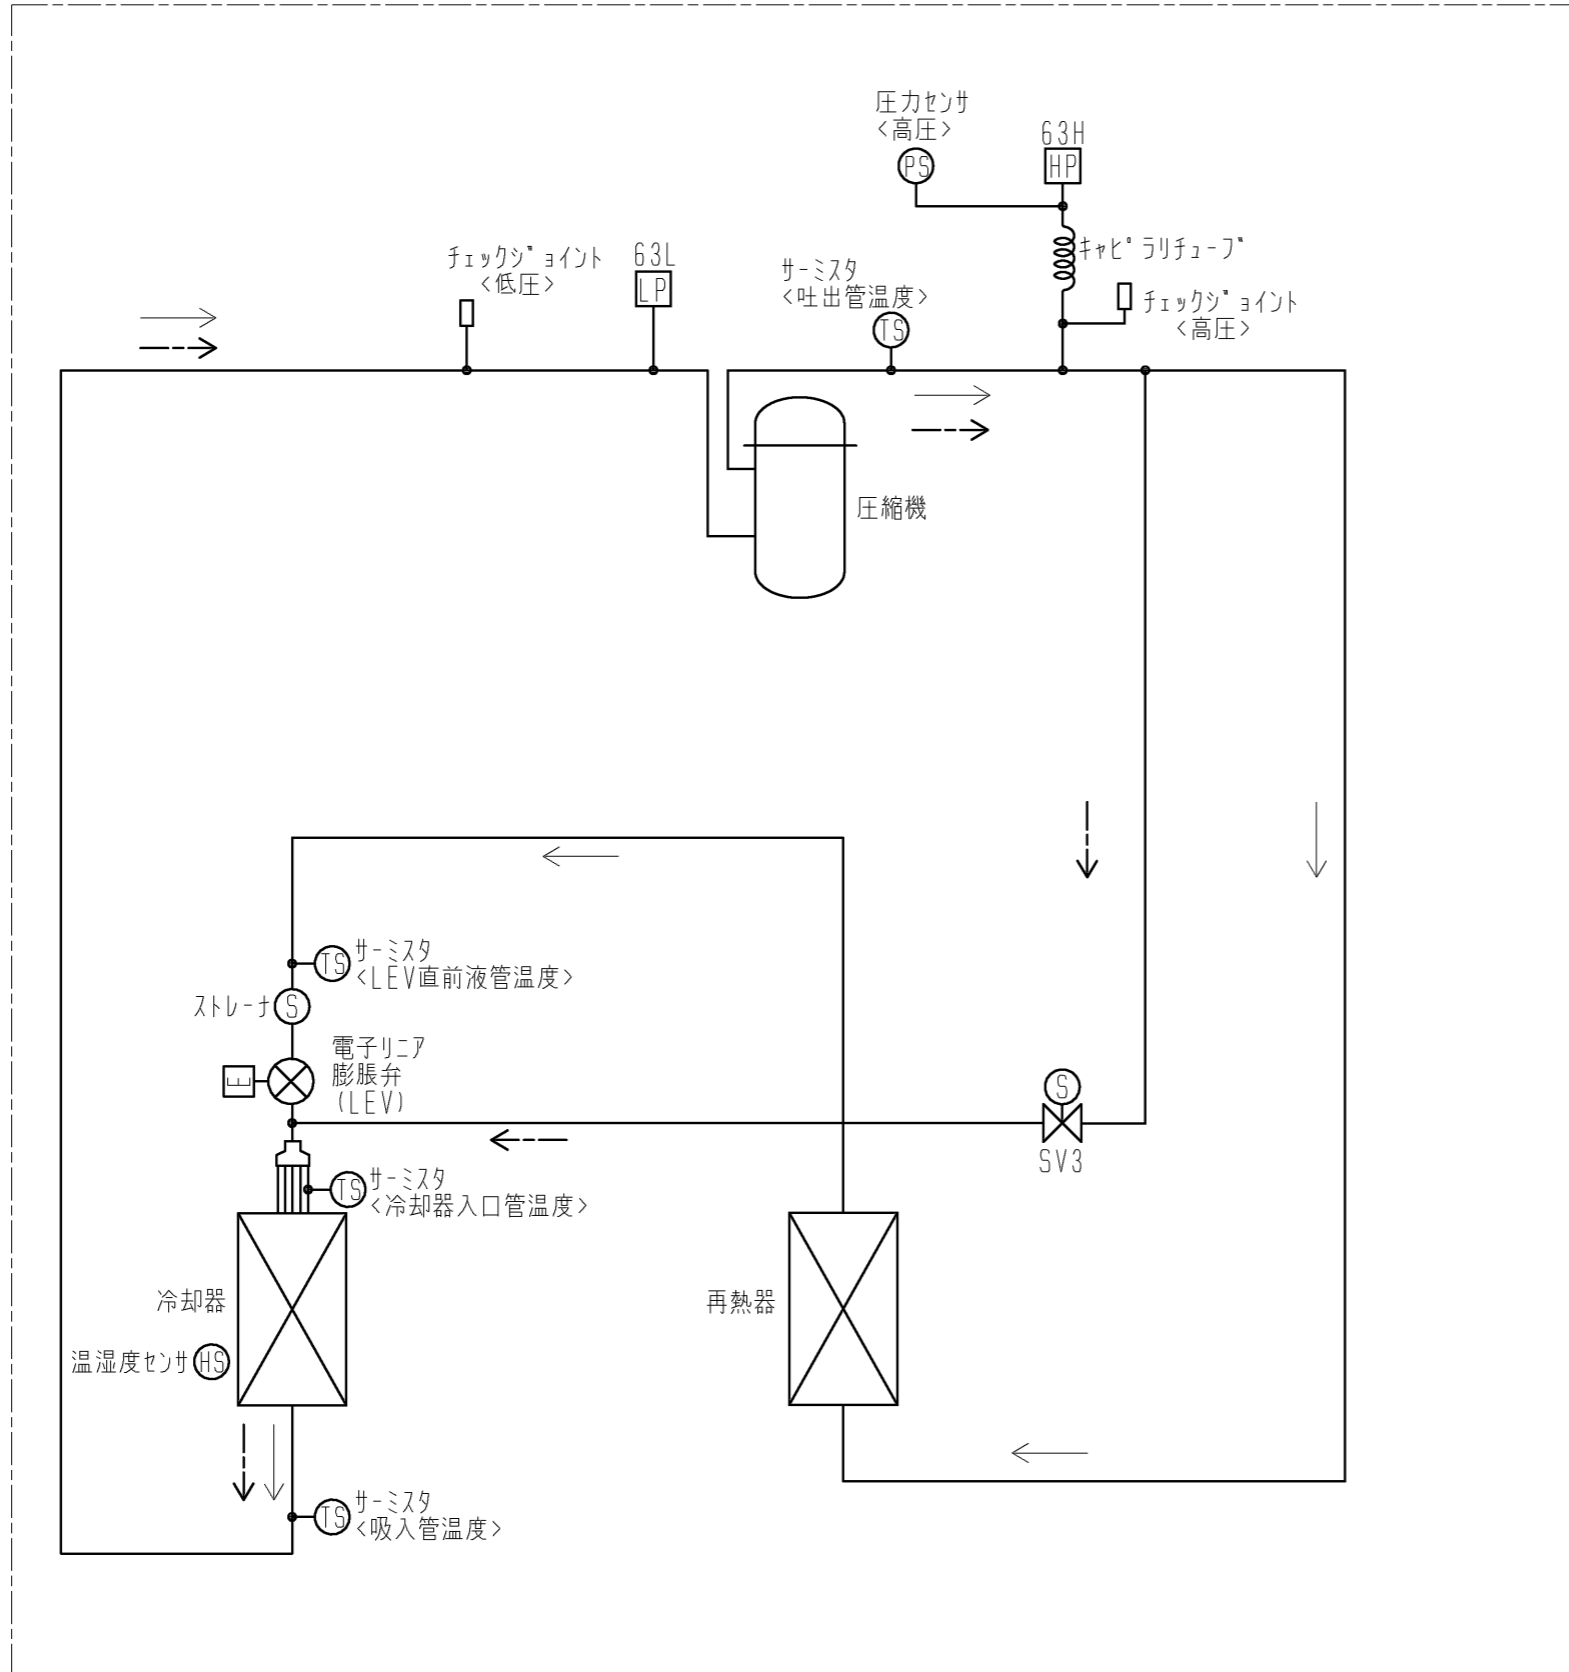 圧力センサ
<高圧>
PS
63H
HP
キャピラリチューブ
チェックジョイント
<高圧>
チェックジョイント
<低圧>
63L
LP
サーミスタ
<吐出管温度>
TS
圧縮機
TS
サーミスタ
<LEV直前液管温度>
ストレーナ
S
電子リニア
膨脹弁
(LEV)
E
S
SV3
TS
サーミスタ
<冷却器入口管温度>
冷却器
再熱器
温湿度センサ
HS
TS
サーミスタ
<吸入管温度>